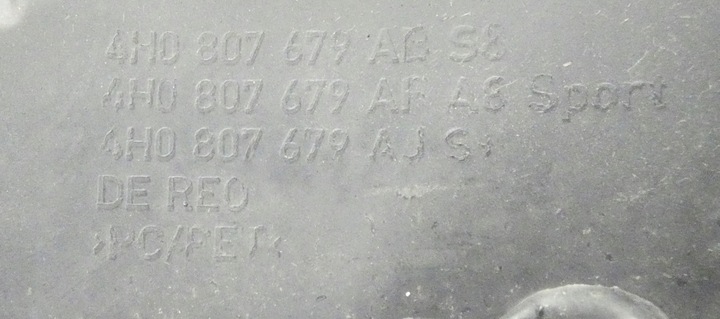 4H0 807 679 AB S8
4H0 807 679 AF A8 Sport
4H0 807 679 AJ S+
DE REO
>PC/PET<